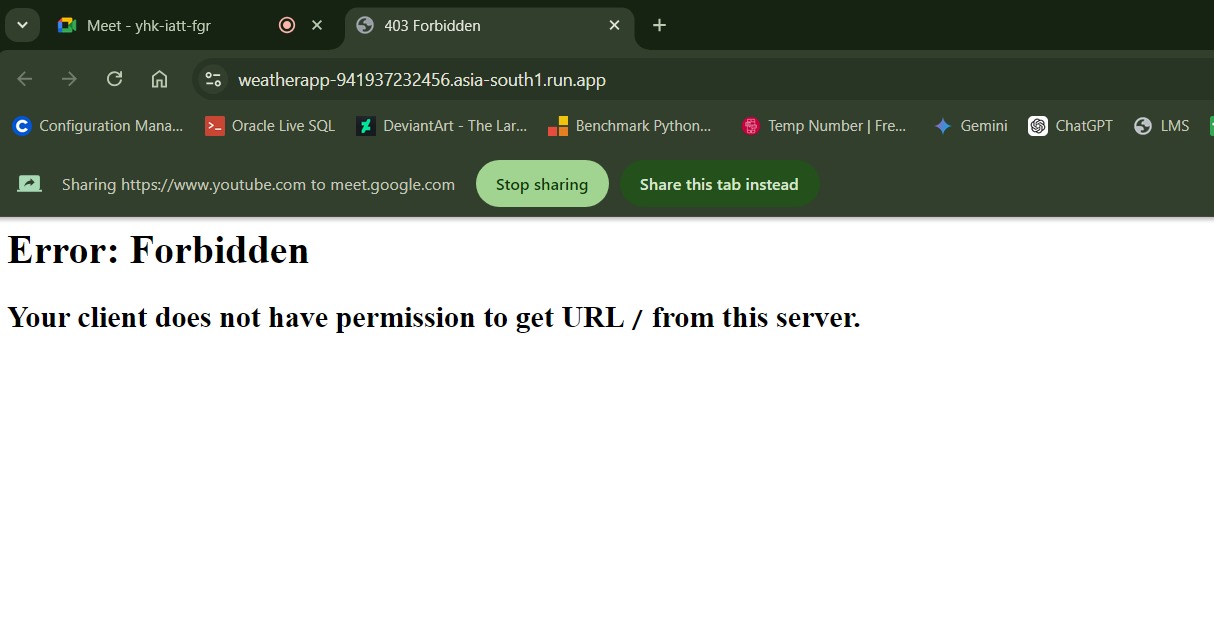 Meet - yhk-iatt-fgr
403 Forbidden
weatherapp-941937232456.asia-south1.run.app
Configuration Mana... Oracle Live SQL DeviantArt - The Lar... Benchmark Python... Temp Number | Fre... Gemini ChatGPT LMS
Sharing https://www.youtube.com to meet.google.com Stop sharing Share this tab instead
Error: Forbidden
Your client does not have permission to get URL / from this server.